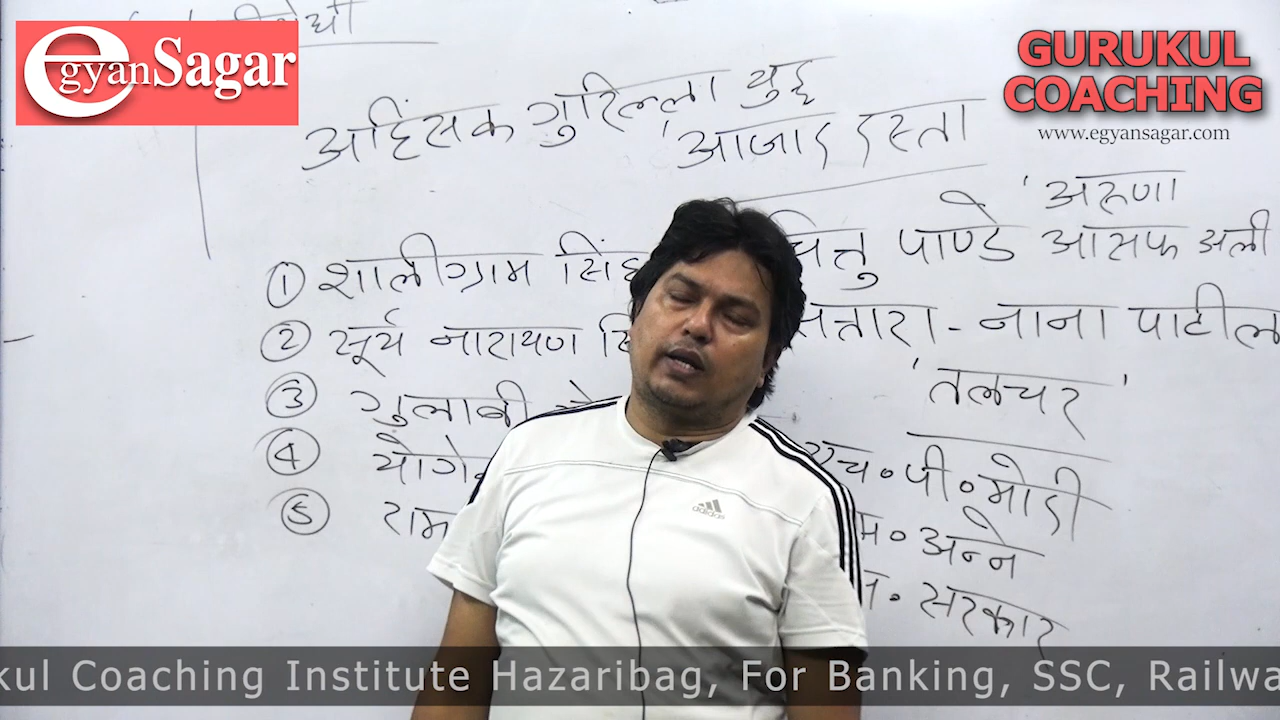 egyanSagar
GURUKUL
COACHING
www.egyansagar.com
अहिंसक गुरिल्ला युद्ध
'आजाद दस्ता
'अरुणा
① शालीग्राम सिंह
चित्तु पाण्डे आसफ अली
② सूर्य नारायण
सतारा - नाना पाटील
'तलचर'
③ गुलाबी
④
एच॰ पी॰ मोदी
⑤ राम
अन्ने
सरकार
kul Coaching Institute Hazaribag, For Banking, SSC, Railwa